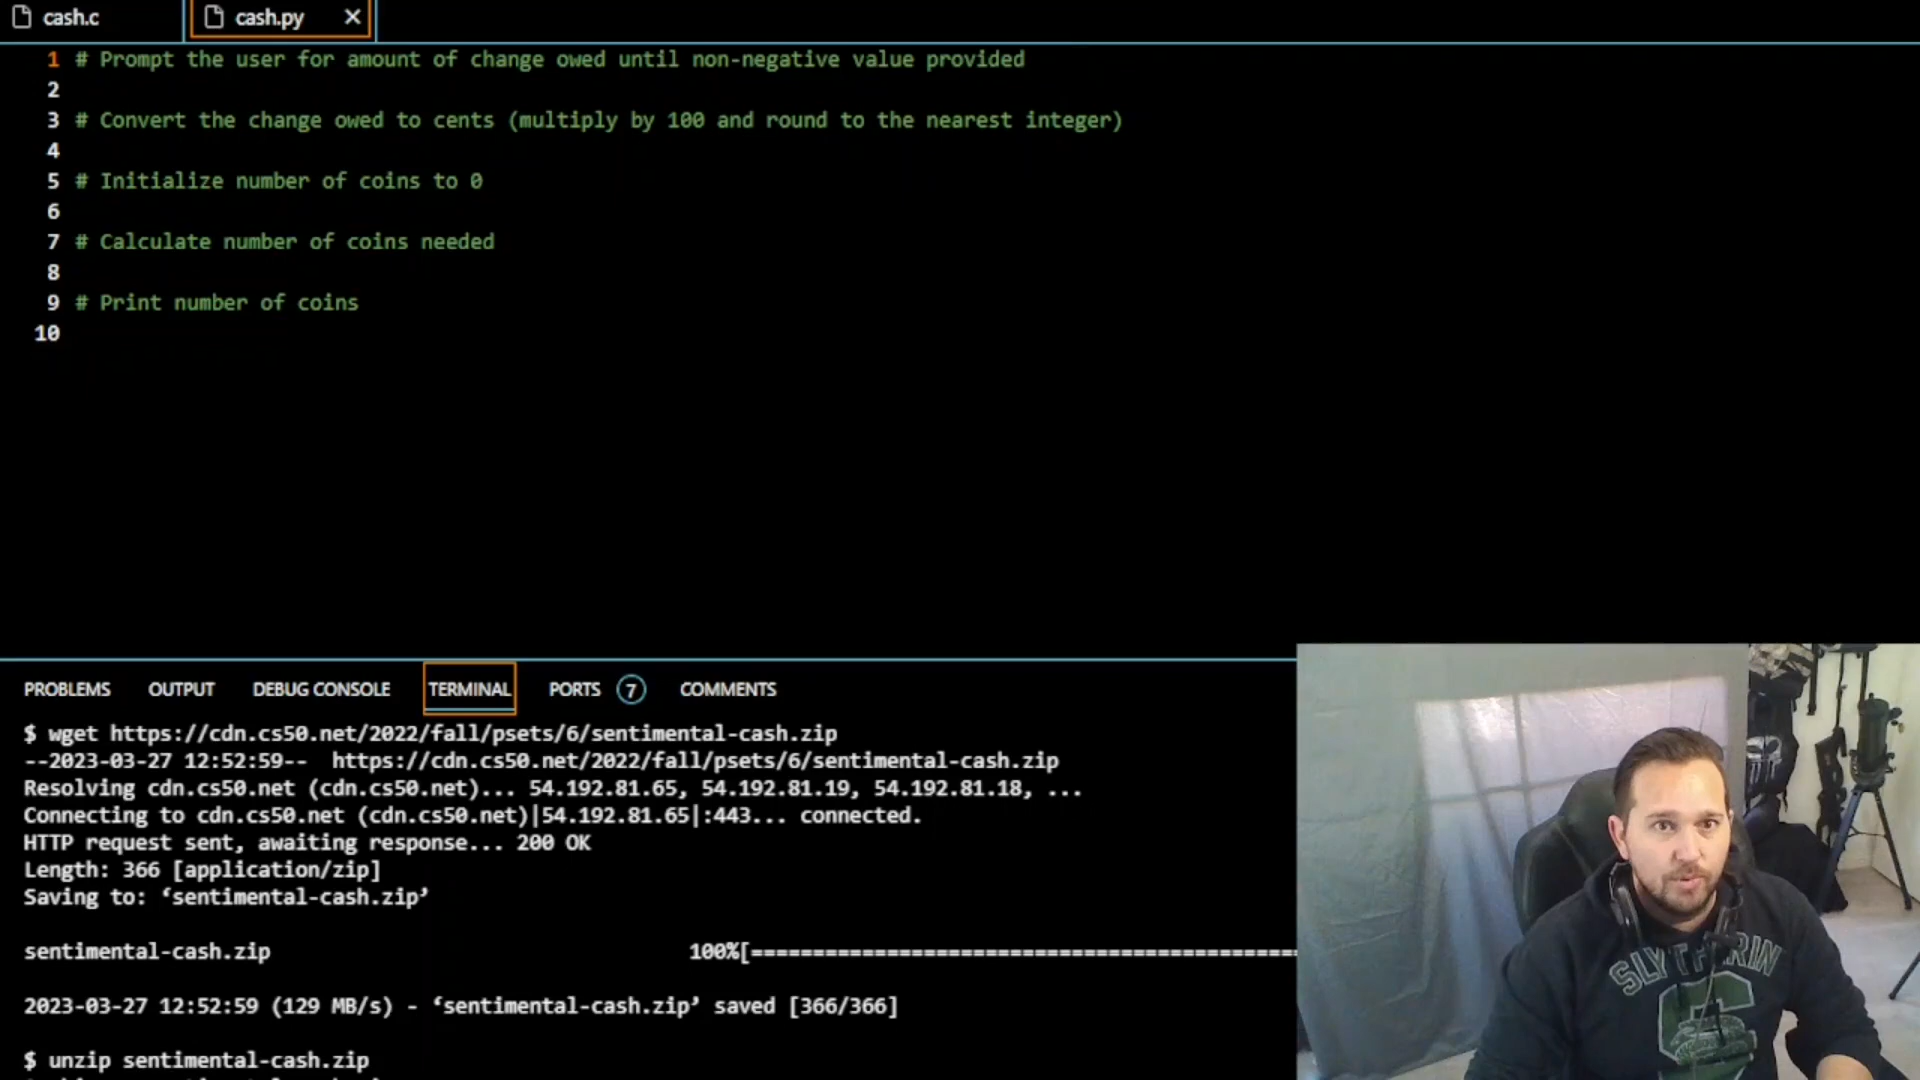 cash.c
cash.py
1 # Prompt the user for amount of change owed until non-negative value provided
2
3 # Convert the change owed to cents (multiply by 100 and round to the nearest integer)
4
5 # Initialize number of coins to 0
6
7 # Calculate number of coins needed
8
9 # Print number of coins
10
PROBLEMS OUTPUT DEBUG CONSOLE TERMINAL PORTS 7 COMMENTS
$ wget https://cdn.cs50.net/2022/fall/psets/6/sentimental-cash.zip
--2023-03-27 12:52:59-- https://cdn.cs50.net/2022/fall/psets/6/sentimental-cash.zip
Resolving cdn.cs50.net (cdn.cs50.net)... 54.192.81.65, 54.192.81.19, 54.192.81.18, ...
Connecting to cdn.cs50.net (cdn.cs50.net)|54.192.81.65|:443... connected.
HTTP request sent, awaiting response... 200 OK
Length: 366 [application/zip]
Saving to: ‘sentimental-cash.zip’
sentimental-cash.zip 100%[=============================================
2023-03-27 12:52:59 (129 MB/s) - ‘sentimental-cash.zip’ saved [366/366]
$ unzip sentimental-cash.zip
SLYTHERIN